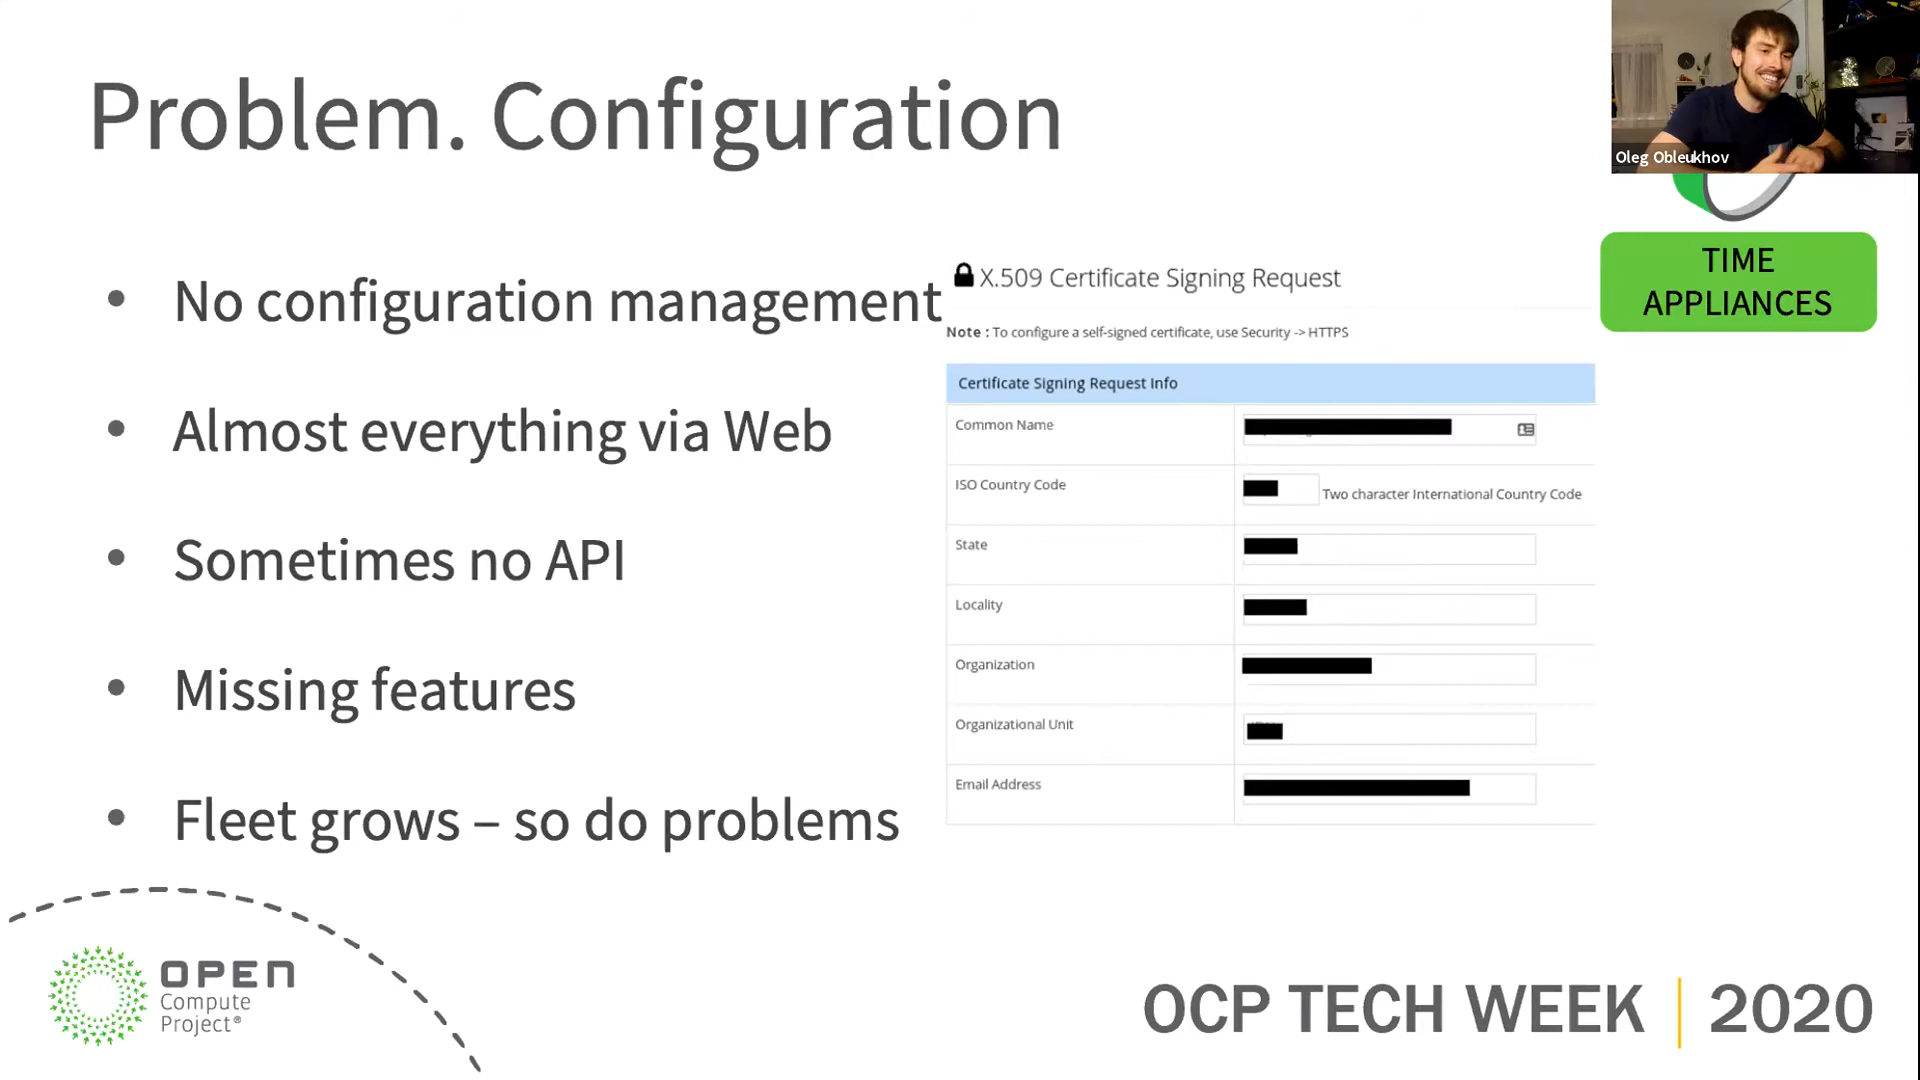 Problem. Configuration
Oleg Obleukhov
TIME
APPLIANCES
• No configuration management
• Almost everything via Web
• Sometimes no API
• Missing features
• Fleet grows – so do problems
X.509 Certificate Signing Request
Note : To configure a self-signed certificate, use Security -> HTTPS
Certificate Signing Request Info
Common Name
ISO Country Code
Two character International Country Code
State
Locality
Organization
Organizational Unit
Email Address
OPEN
Compute
Project®
OCP TECH WEEK | 2020